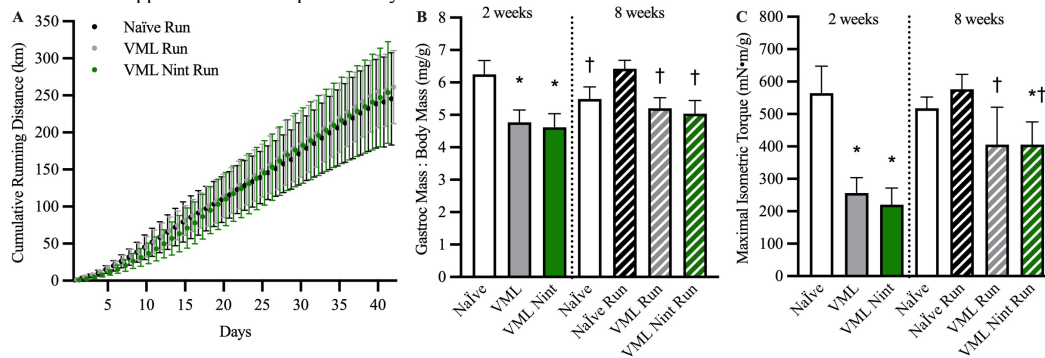 A
Cumulative Running Distance (km)
350
300
250
200
150
100
50
0
Naïve Run
VML Run
VML Nint Run
5 10 15 20 25 30 35 40
Days
B
Gastroc Mass : Body Mass (mg/g)
8
7
6
5
4
3
2
1
0
2 weeks 8 weeks
* * † † †
Naïve
VML
VML Nint
Naïve
Naïve Run
VML Run
VML Nint Run
C
Maximal Isometric Torque (mN•m/g)
800
700
600
500
400
300
200
100
0
2 weeks 8 weeks
* * † *†
Naïve
VML
VML Nint
Naïve
Naïve Run
VML Run
VML Nint Run